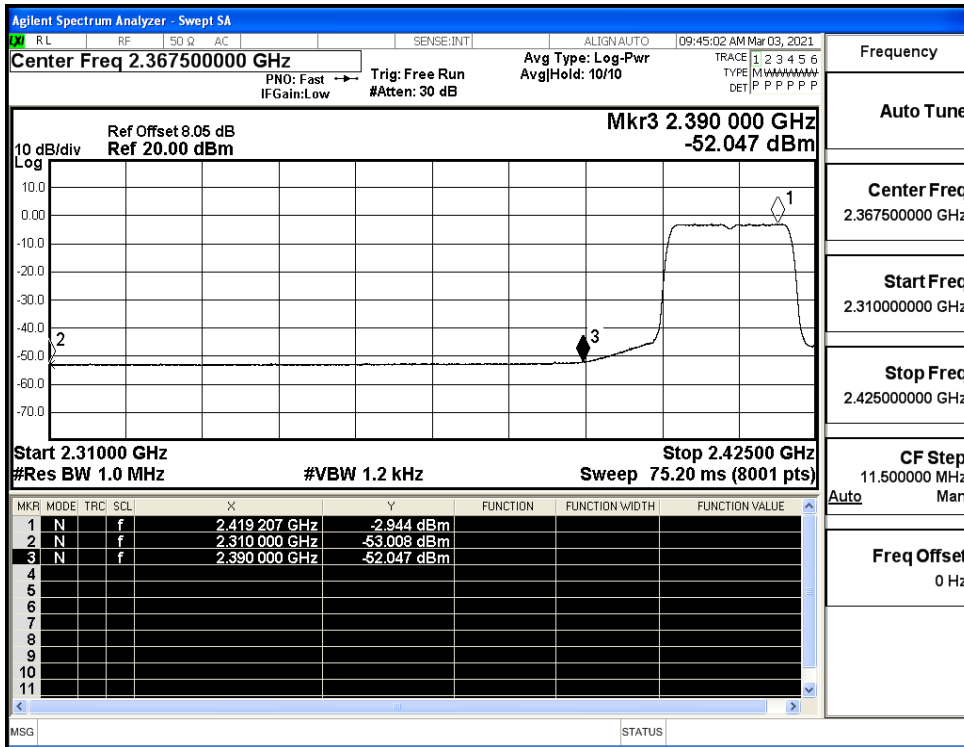 Agilent Spectrum Analyzer - Swept SA
LXI RL RF 50 Ω AC SENSE:INT ALIGNAUTO 09:45:02 AM Mar 03, 2021
Center Freq 2.367500000 GHz
PNO: Fast
IFGain:Low
Trig: Free Run
#Atten: 30 dB
Avg Type: Log-Pwr
Avg|Hold: 10/10
TRACE 1 2 3 4 5 6
TYPE M WWWWW
DET P P P P P P
Ref Offset 8.05 dB
Ref 20.00 dBm
10 dB/div
Log
Mkr3 2.390 000 GHz
-52.047 dBm
10.0
0.00
-10.0
-20.0
-30.0
-40.0
-50.0
-60.0
-70.0
1
2
3
Start 2.31000 GHz
Stop 2.42500 GHz
#Res BW 1.0 MHz
#VBW 1.2 kHz
Sweep 75.20 ms (8001 pts)
MKR MODE TRC SCL X Y FUNCTION FUNCTION WIDTH FUNCTION VALUE
1 N f 2.419 207 GHz -2.944 dBm
2 N f 2.310 000 GHz -53.008 dBm
3 N f 2.390 000 GHz -52.047 dBm
4
5
6
7
8
9
10
11
MSG
STATUS
Frequency
Auto Tune
Center Freq
2.367500000 GHz
Start Freq
2.310000000 GHz
Stop Freq
2.425000000 GHz
CF Step
11.500000 MHz
Auto Man
Freq Offset
0 Hz